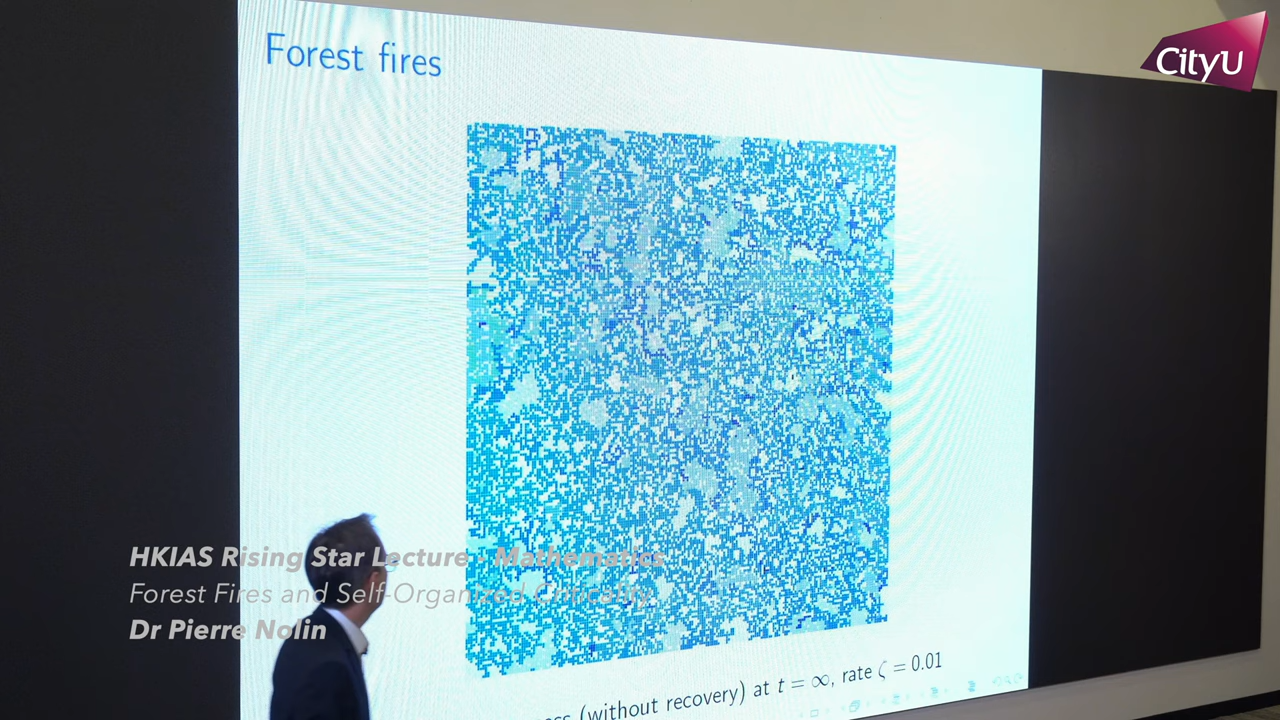 Forest fires
CityU
HKIAS Rising Star Lecture - Mathematics
Forest Fires and Self-Organized Criticality
Dr Pierre Nolin
(without recovery) at t = ∞, rate ζ = 0.01